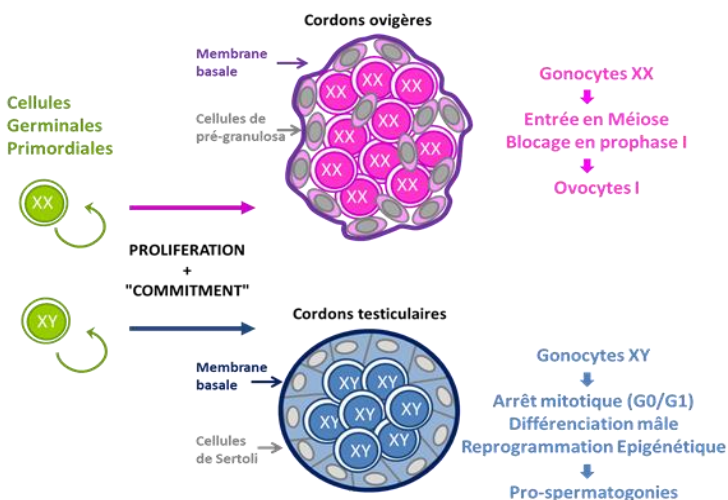 Cordons ovigères
Membrane
basale
Cellules de
pré-granulosa
XX
XX
XX
XX
XX
XX
XX
XX
XX
XX
XX
Gonocytes XX
Entrée en Méiose
Blocage en prophase I
Ovocytes I
Cellules
Germinales
Primordiales
XX
PROLIFERATION
+
"COMMITMENT"
XY
Cordons testiculaires
Membrane
basale
Cellules
de Sertoli
XY
XY
XY
XY
XY
XY
XY
Gonocytes XY
Arrêt mitotique (G0/G1)
Différenciation mâle
Reprogrammation Epigénétique
Pro-spermatogonies